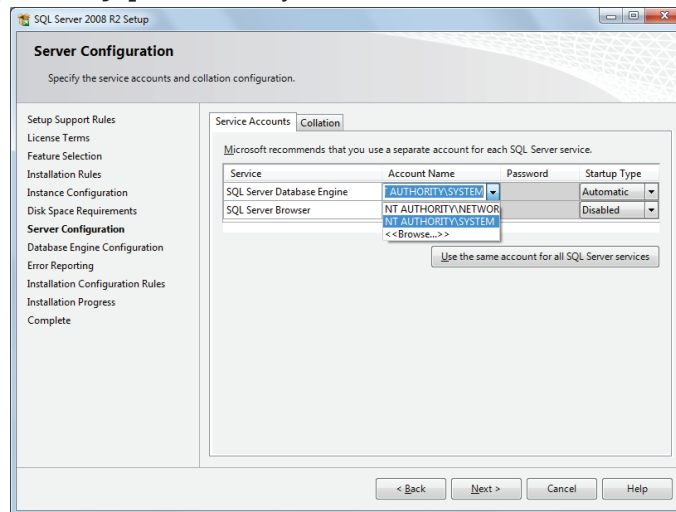 SQL Server 2008 R2 Setup
Server Configuration
Specify the service accounts and collation configuration.
Setup Support Rules
License Terms
Feature Selection
Installation Rules
Instance Configuration
Disk Space Requirements
Server Configuration
Database Engine Configuration
Error Reporting
Installation Configuration Rules
Installation Progress
Complete
Service Accounts Collation
Microsoft recommends that you use a separate account for each SQL Server service.
Service Account Name Password Startup Type
SQL Server Database Engine AUTHORITY\SYSTEM Automatic
SQL Server Browser NT AUTHORITY\NETWOR Disabled
NT AUTHORITY\SYSTEM
<<Browse...>>
Use the same account for all SQL Server services
< Back Next > Cancel Help